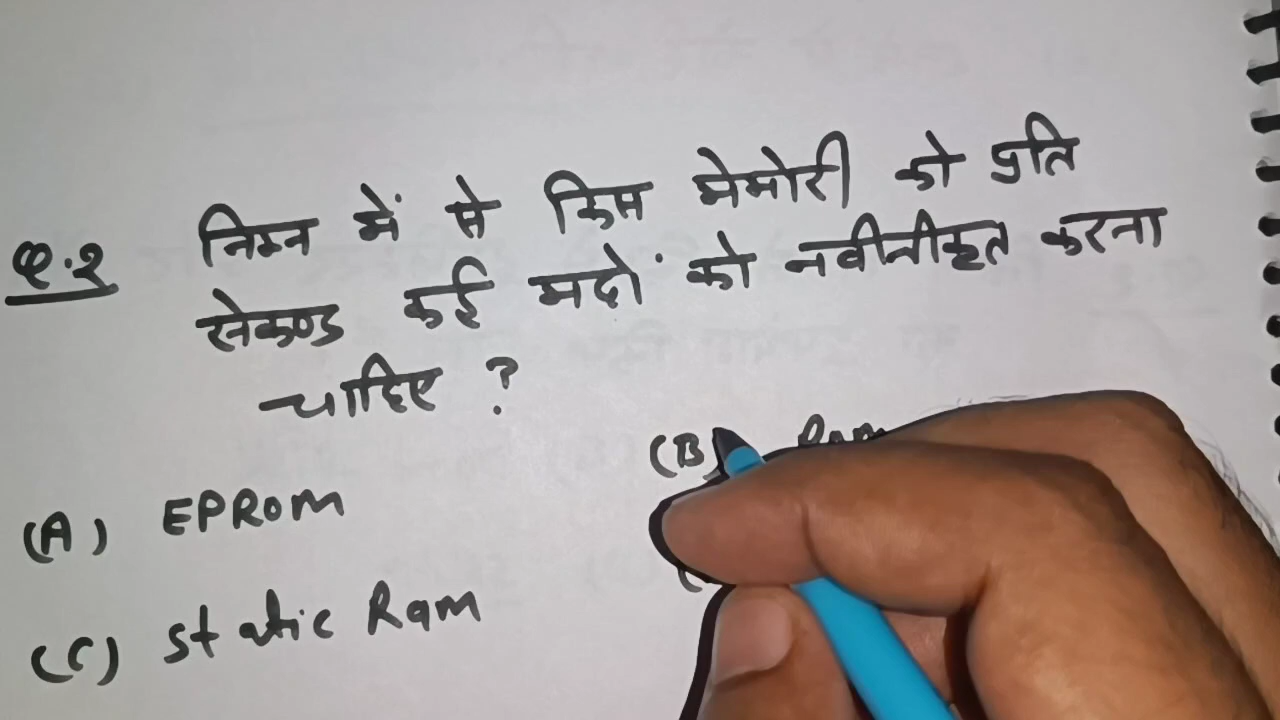 Q.2 निम्न में से किस मेमोरी को प्रति
सेकण्ड कई मदों को नवीनीकृत करना
चाहिए ?
(A) EPROM
(B)
(C) Static Ram